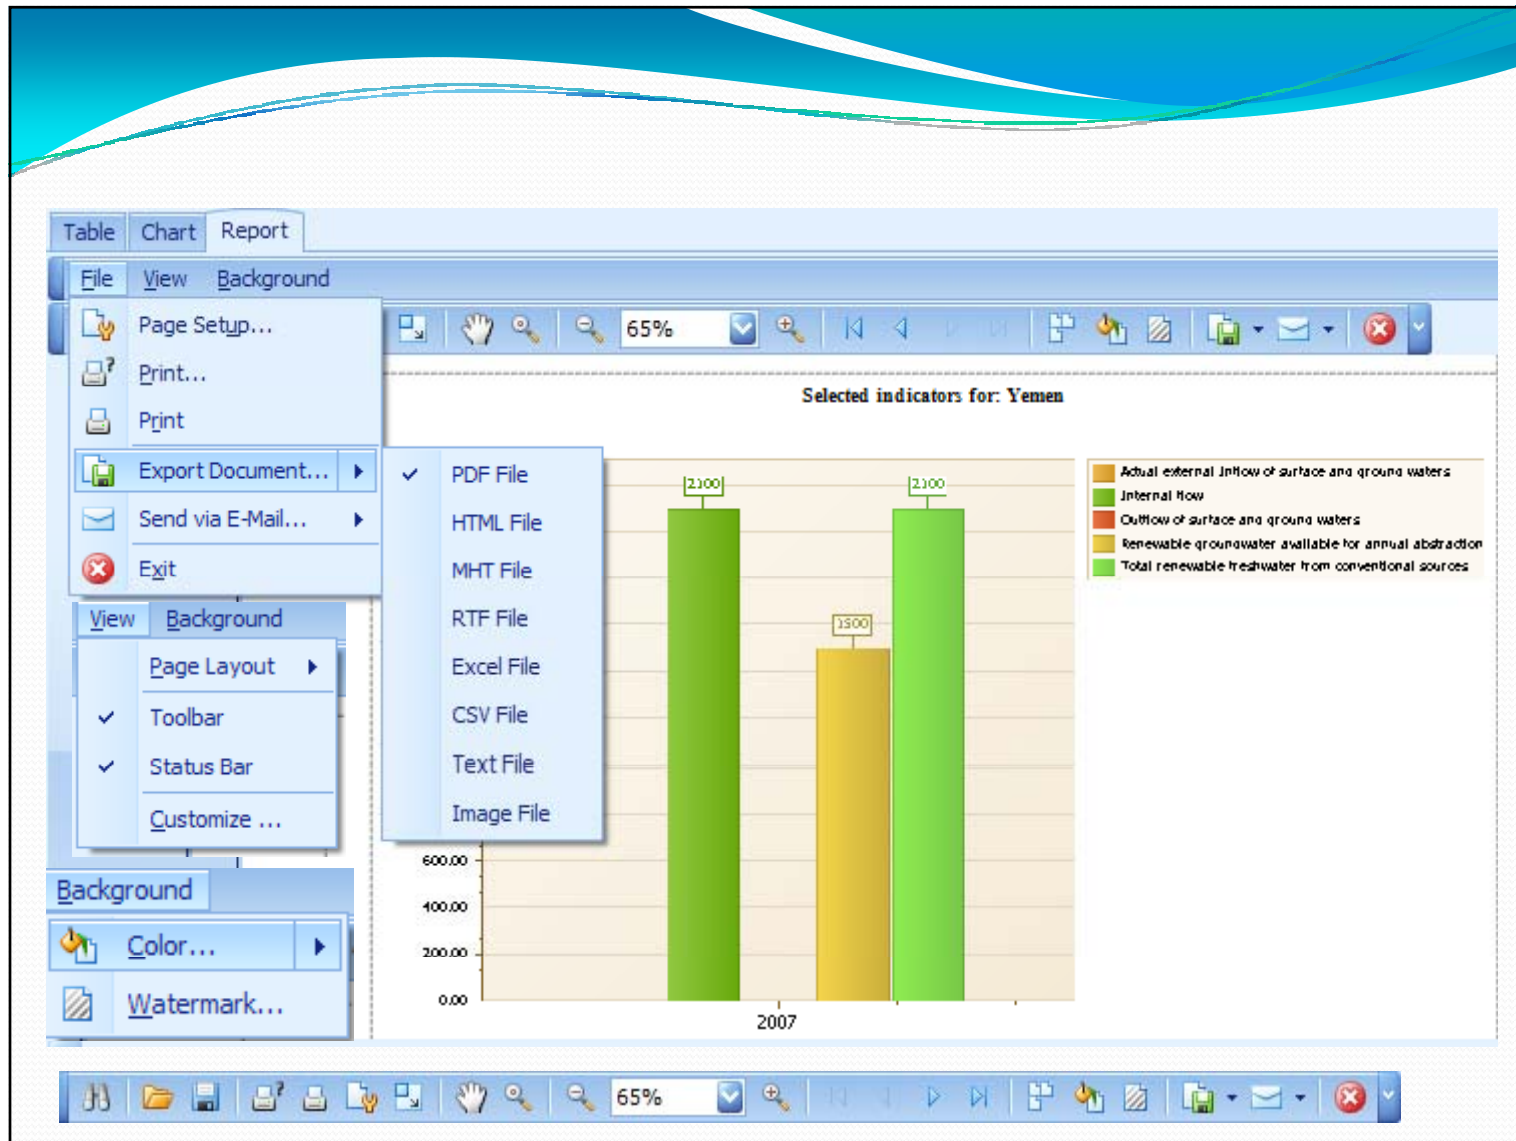 Table Chart Report
File View Background
Page Setup...
65%
Print...
Print
Export Document...
Send via E-Mail...
Exit
PDF File
HTML File
MHT File
RTF File
Excel File
CSV File
Text File
Image File
View Background
Page Layout
Toolbar
Status Bar
Customize ...
Background
Color...
Watermark...
Selected indicators for: Yemen
2100
2100
1500
Actual external Inflow of surface and ground waters
Internal flow
Outflow of surface and ground waters
Renewable groundwater available for annual abstraction
Total renewable freshwater from conventional sources
600.00
400.00
200.00
0.00
2007
65%